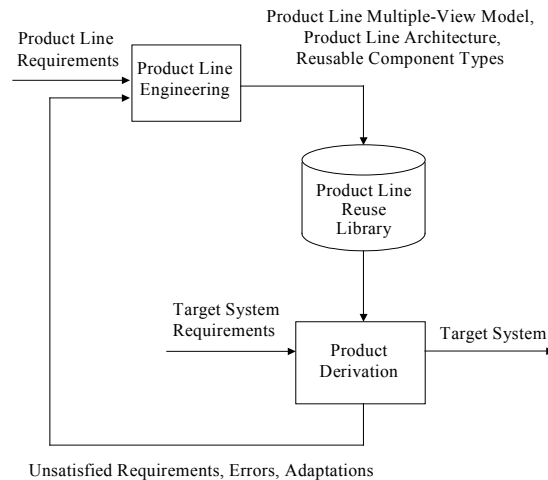 Product Line Multiple-View Model,
Product Line Architecture,
Reusable Component Types
Product Line
Requirements
Product Line
Engineering
Product Line
Reuse
Library
Target System
Requirements
Product
Derivation
Target System
Unsatisfied Requirements, Errors, Adaptations